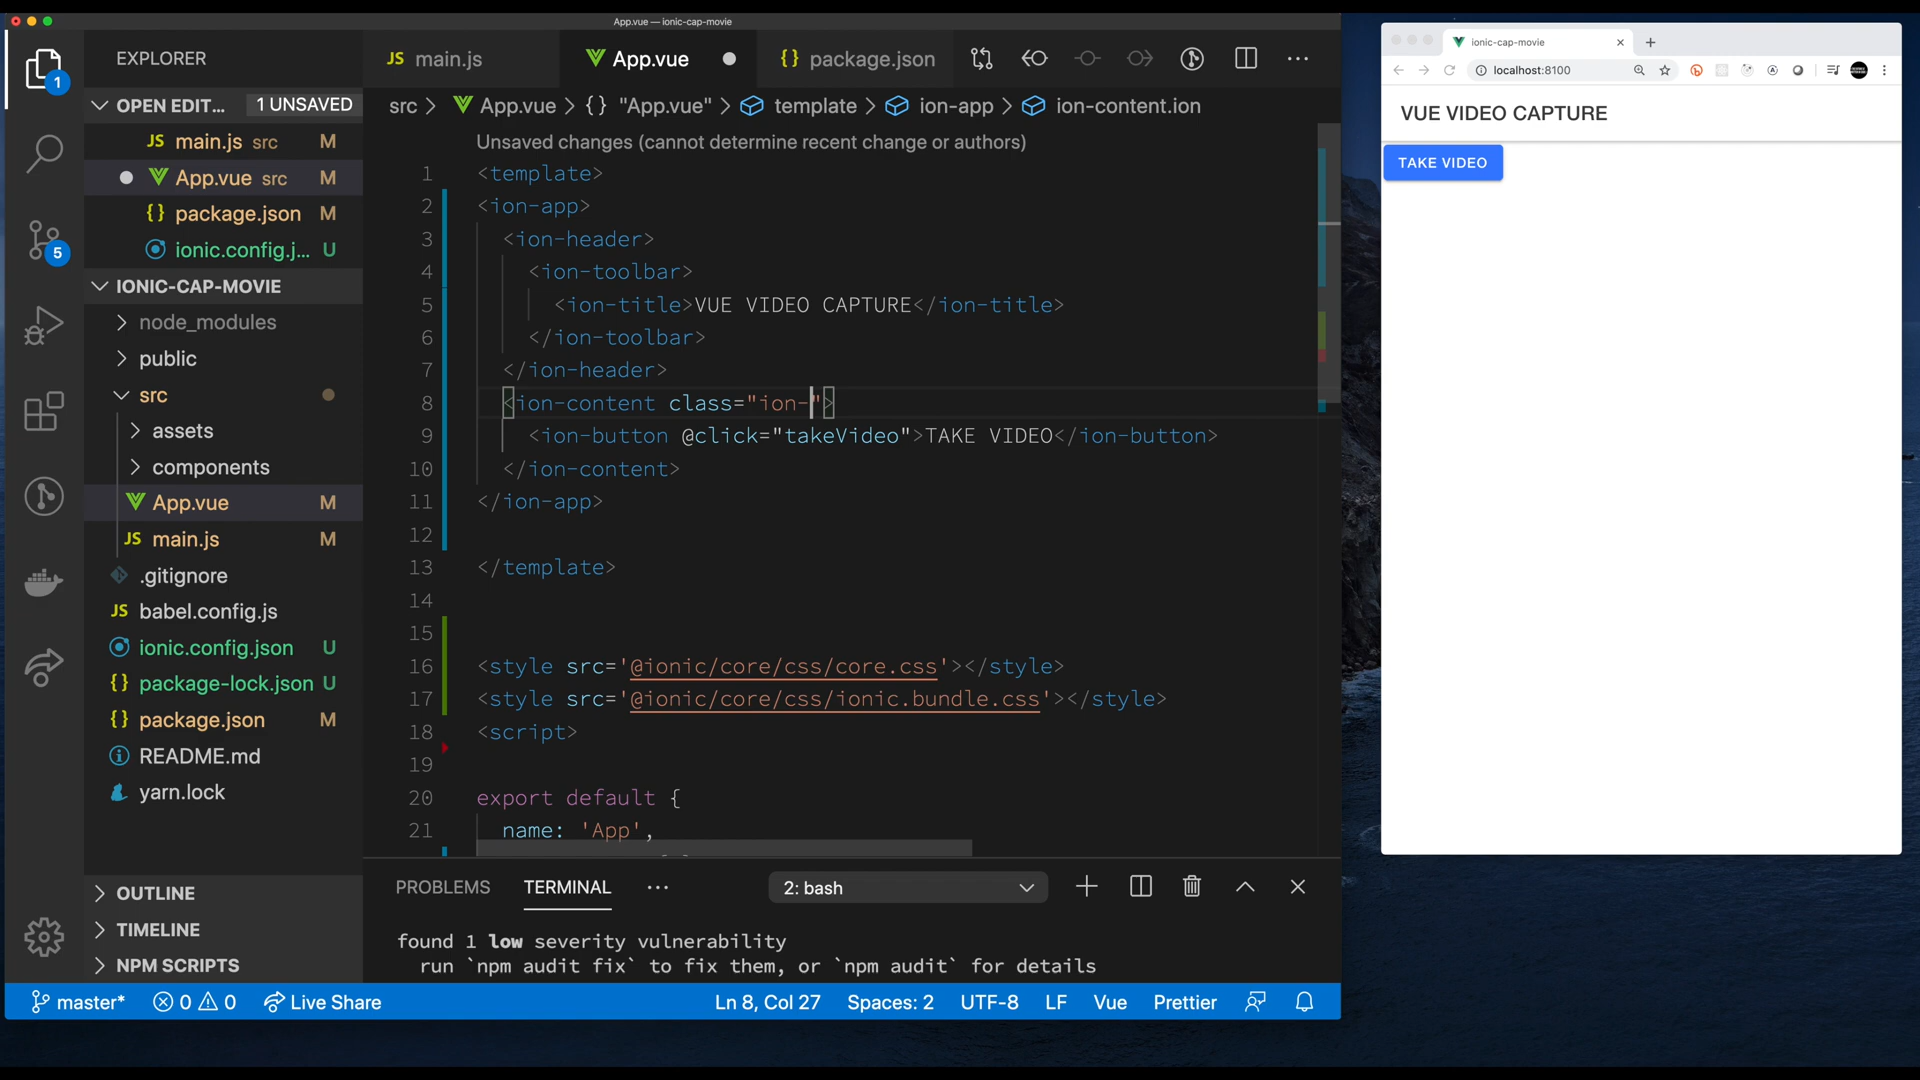 App.vue — ionic-cap-movie
EXPLORER
OPEN EDIT... 1 UNSAVED
JS main.js src M
App.vue src M
{} package.json M
ionic.config.j... U
IONIC-CAP-MOVIE
node_modules
public
src
assets
components
App.vue M
JS main.js M
.gitignore
JS babel.config.js
ionic.config.json U
{} package-lock.json U
{} package.json M
README.md
yarn.lock
OUTLINE
TIMELINE
NPM SCRIPTS
1
5
JS main.js
App.vue
{} package.json
src > App.vue > {} "App.vue" > template > ion-app > ion-content.ion
Unsaved changes (cannot determine recent change or authors)
1 <template>
2 <ion-app>
3 <ion-header>
4 <ion-toolbar>
5 <ion-title>VUE VIDEO CAPTURE</ion-title>
6 </ion-toolbar>
7 </ion-header>
8 <ion-content class="ion-">
9 <ion-button @click="takeVideo">TAKE VIDEO</ion-button>
10 </ion-content>
11 </ion-app>
12
13 </template>
14
15
16 <style src='@ionic/core/css/core.css'></style>
17 <style src='@ionic/core/css/ionic.bundle.css'></style>
18 <script>
19
20 export default {
21 name: 'App',
PROBLEMS TERMINAL ... 2: bash
found 1 low severity vulnerability
run `npm audit fix` to fix them, or `npm audit` for details
master* 0 0 Live Share Ln 8, Col 27 Spaces: 2 UTF-8 LF Vue Prettier
ionic-cap-movie
localhost:8100
VUE VIDEO CAPTURE
TAKE VIDEO